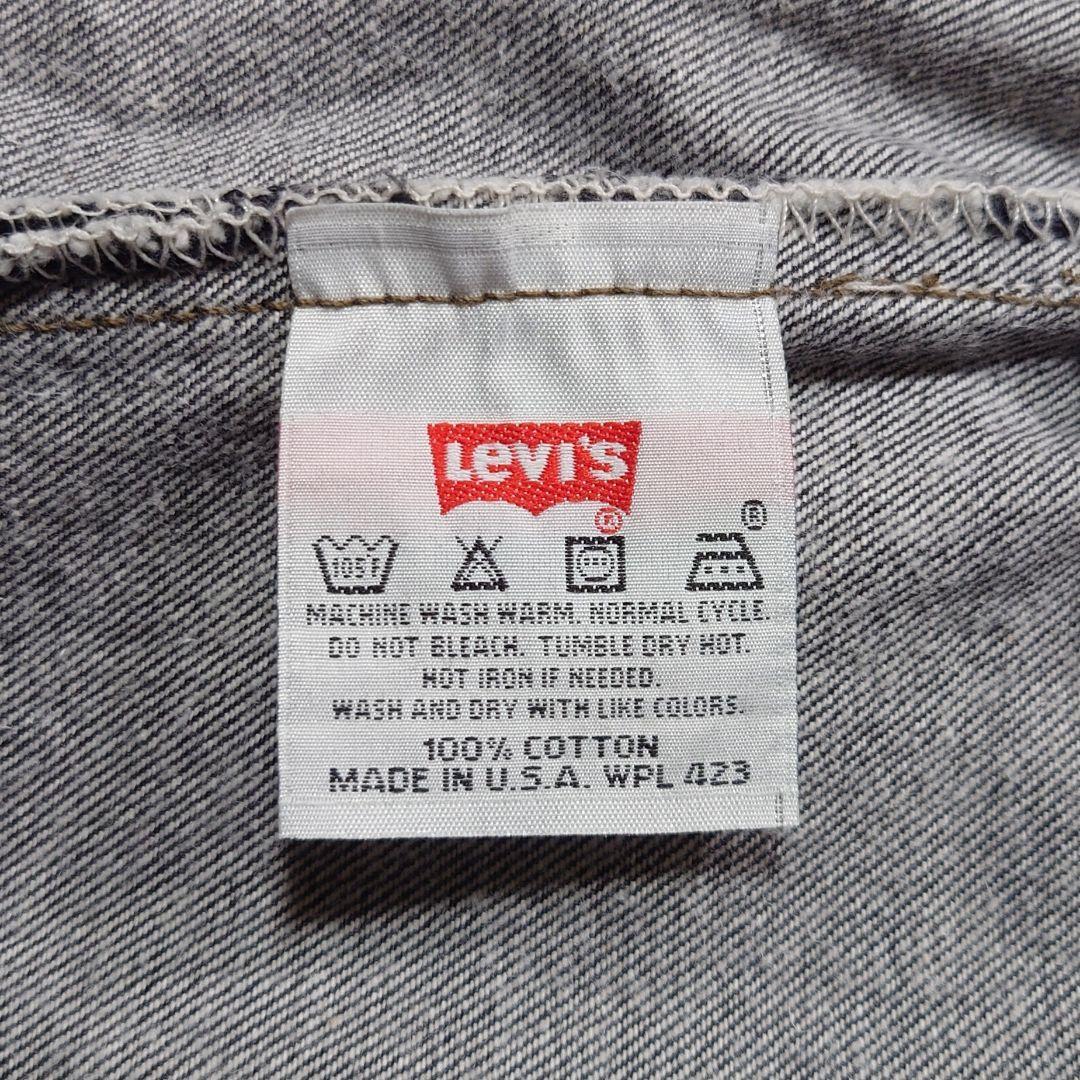 Levi's
®
®
105F
MACHINE WASH WARM. NORMAL CYCLE.
DO NOT BLEACH. TUMBLE DRY HOT.
HOT IRON IF NEEDED.
WASH AND DRY WITH LIKE COLORS.
100% COTTON
MADE IN U.S.A. WPL 423